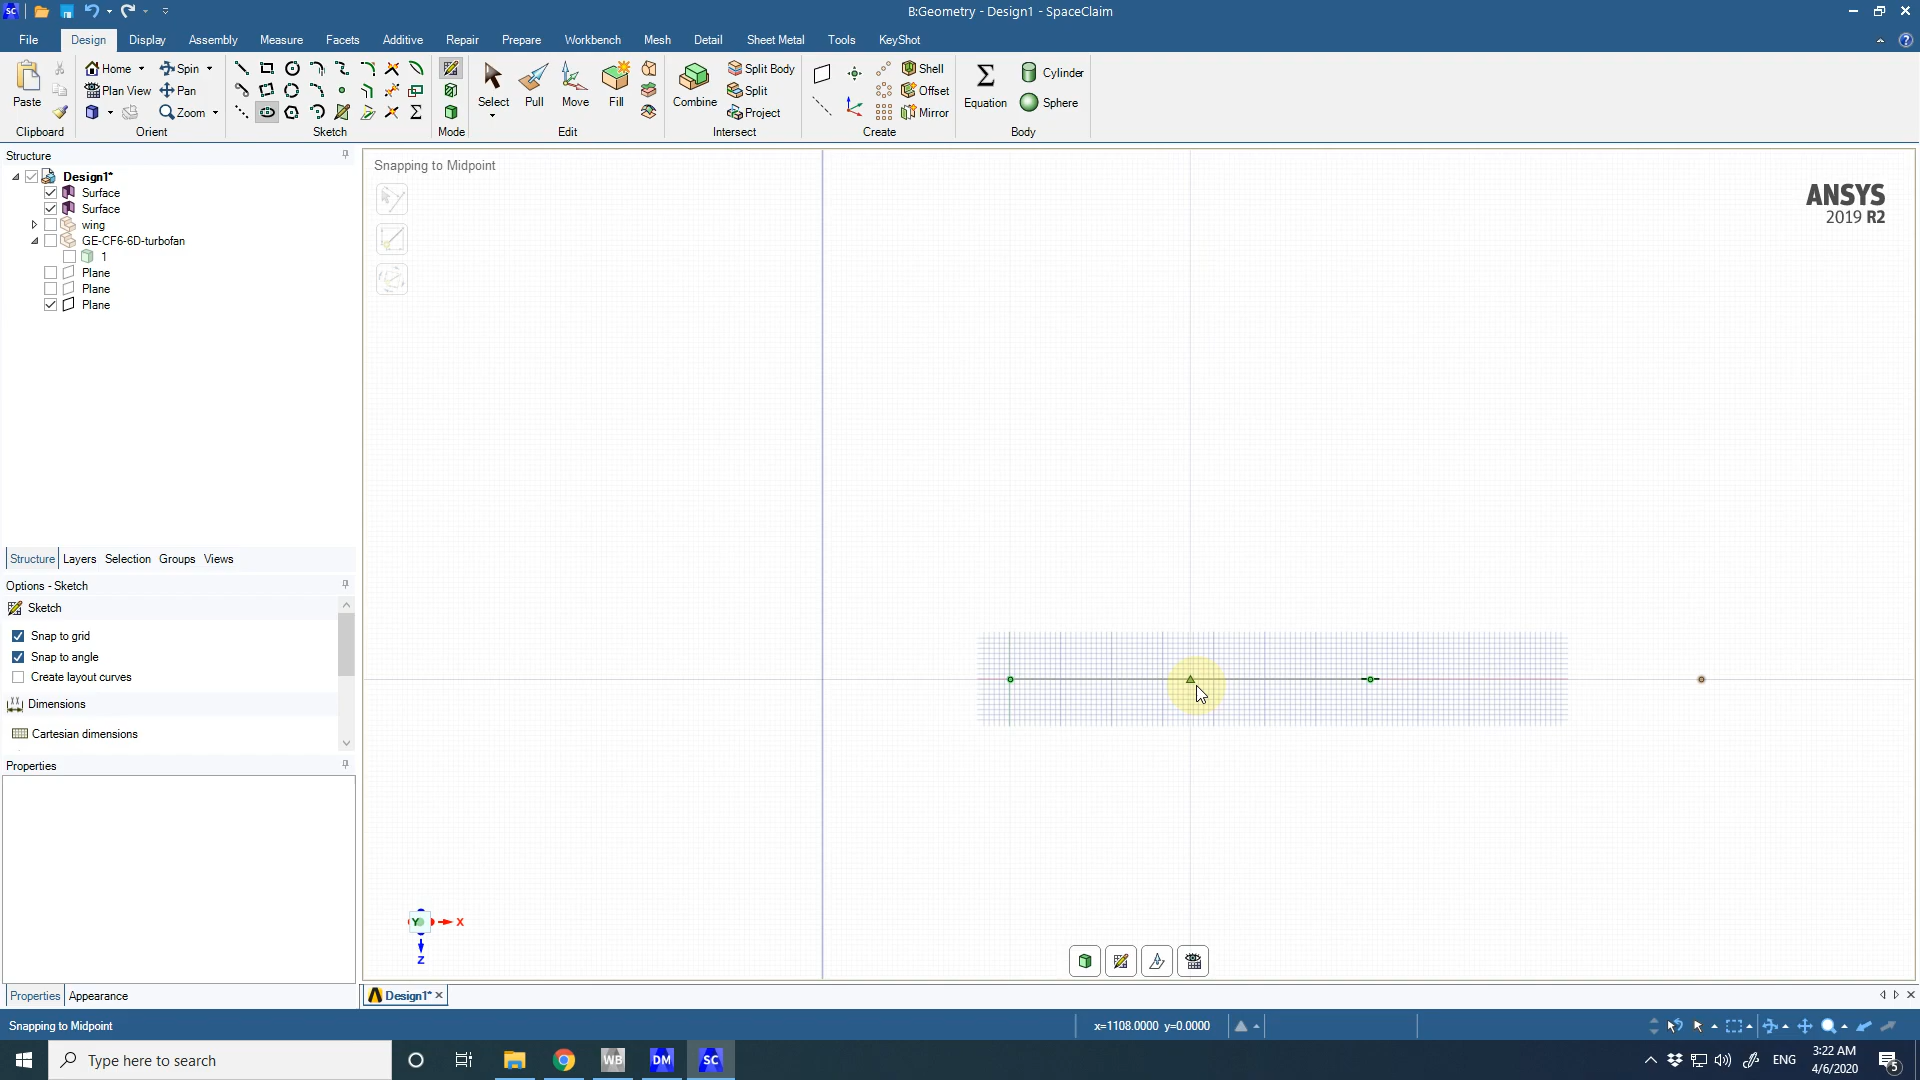 B:Geometry - Design1 - SpaceClaim
File Design Display Assembly Measure Facets Additive Repair Prepare Workbench Mesh Detail Sheet Metal Tools KeyShot
Paste
Clipboard
Home Spin
Plan View Pan
Zoom
Orient
Sketch
Mode
Select Pull Move Fill
Edit
Combine
Split Body
Split
Project
Intersect
Shell
Offset
Mirror
Create
Equation
Cylinder
Sphere
Body
Structure
Design1*
Surface
Surface
wing
GE-CF6-6D-turbofan
1
Plane
Plane
Plane
Structure Layers Selection Groups Views
Options - Sketch
Sketch
Snap to grid
Snap to angle
Create layout curves
Dimensions
Cartesian dimensions
Properties
Properties Appearance
Snapping to Midpoint
ANSYS
2019 R2
Y X
Z
Design1*
Snapping to Midpoint
x=1108.0000 y=0.0000
Type here to search
WB DM SC
ENG
3:22 AM
4/6/2020
5